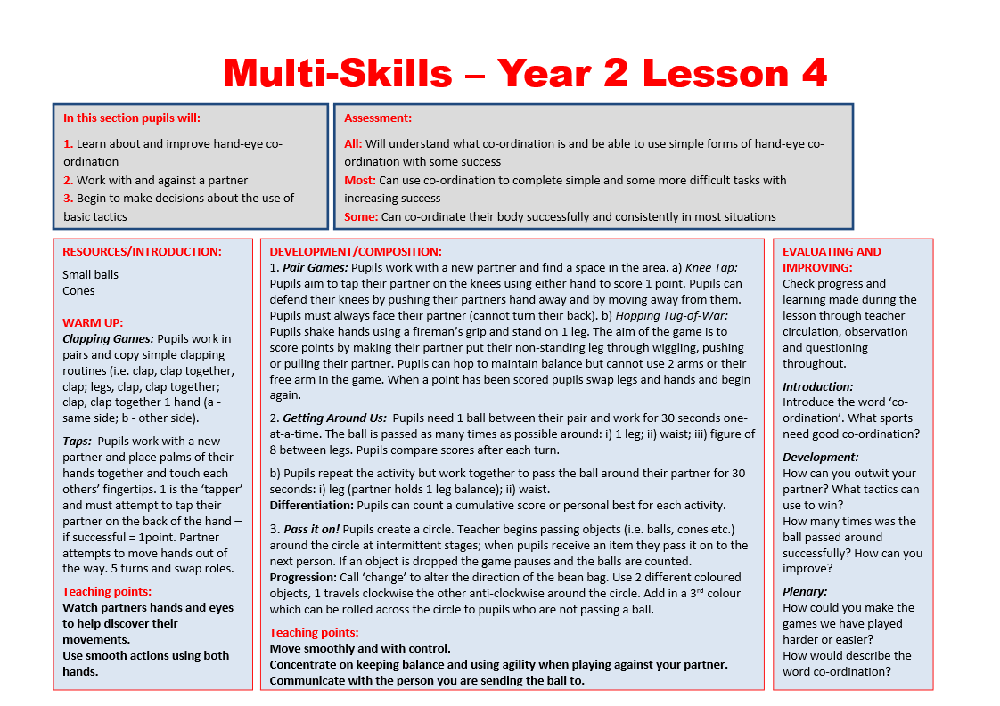 Multi-Skills – Year 2 Lesson 4
In this section pupils will:
1. Learn about and improve hand-eye co-
ordination
2. Work with and against a partner
3. Begin to make decisions about the use of
basic tactics
Assessment:
All: Will understand what co-ordination is and be able to use simple forms of hand-eye co-
ordination with some success
Most: Can use co-ordination to complete simple and some more difficult tasks with
increasing success
Some: Can co-ordinate their body successfully and consistently in most situations
RESOURCES/INTRODUCTION:
Small balls
Cones
WARM UP:
Clapping Games: Pupils work in
pairs and copy simple clapping
routines (i.e. clap, clap together,
clap; legs, clap, clap together;
clap, clap together 1 hand (a -
same side; b - other side).
Taps: Pupils work with a new
partner and place palms of their
hands together and touch each
others’ fingertips. 1 is the ‘tapper’
and must attempt to tap their
partner on the back of the hand –
if successful = 1point. Partner
attempts to move hands out of
the way. 5 turns and swap roles.
Teaching points:
Watch partners hands and eyes
to help discover their
movements.
Use smooth actions using both
hands.
DEVELOPMENT/COMPOSITION:
1. Pair Games: Pupils work with a new partner and find a space in the area. a) Knee Tap:
Pupils aim to tap their partner on the knees using either hand to score 1 point. Pupils can
defend their knees by pushing their partners hand away and by moving away from them.
Pupils must always face their partner (cannot turn their back). b) Hopping Tug-of-War:
Pupils shake hands using a fireman’s grip and stand on 1 leg. The aim of the game is to
score points by making their partner put their non-standing leg through wiggling, pushing
or pulling their partner. Pupils can hop to maintain balance but cannot use 2 arms or their
free arm in the game. When a point has been scored pupils swap legs and hands and begin
again.
2. Getting Around Us: Pupils need 1 ball between their pair and work for 30 seconds one-
at-a-time. The ball is passed as many times as possible around: i) 1 leg; ii) waist; iii) figure of
8 between legs. Pupils compare scores after each turn.
b) Pupils repeat the activity but work together to pass the ball around their partner for 30
seconds: i) leg (partner holds 1 leg balance); ii) waist.
Differentiation: Pupils can count a cumulative score or personal best for each activity.
3. Pass it on! Pupils create a circle. Teacher begins passing objects (i.e. balls, cones etc.)
around the circle at intermittent stages; when pupils receive an item they pass it on to the
next person. If an object is dropped the game pauses and the balls are counted.
Progression: Call ‘change’ to alter the direction of the bean bag. Use 2 different coloured
objects, 1 travels clockwise the other anti-clockwise around the circle. Add in a 3rd colour
which can be rolled across the circle to pupils who are not passing a ball.
Teaching points:
Move smoothly and with control.
Concentrate on keeping balance and using agility when playing against your partner.
Communicate with the person you are sending the ball to.
EVALUATING AND
IMPROVING:
Check progress and
learning made during the
lesson through teacher
circulation, observation
and questioning
throughout.
Introduction:
Introduce the word ‘co-
ordination’. What sports
need good co-ordination?
Development:
How can you outwit your
partner? What tactics can
use to win?
How many times was the
ball passed around
successfully? How can you
improve?
Plenary:
How could you make the
games we have played
harder or easier?
How would describe the
word co-ordination?